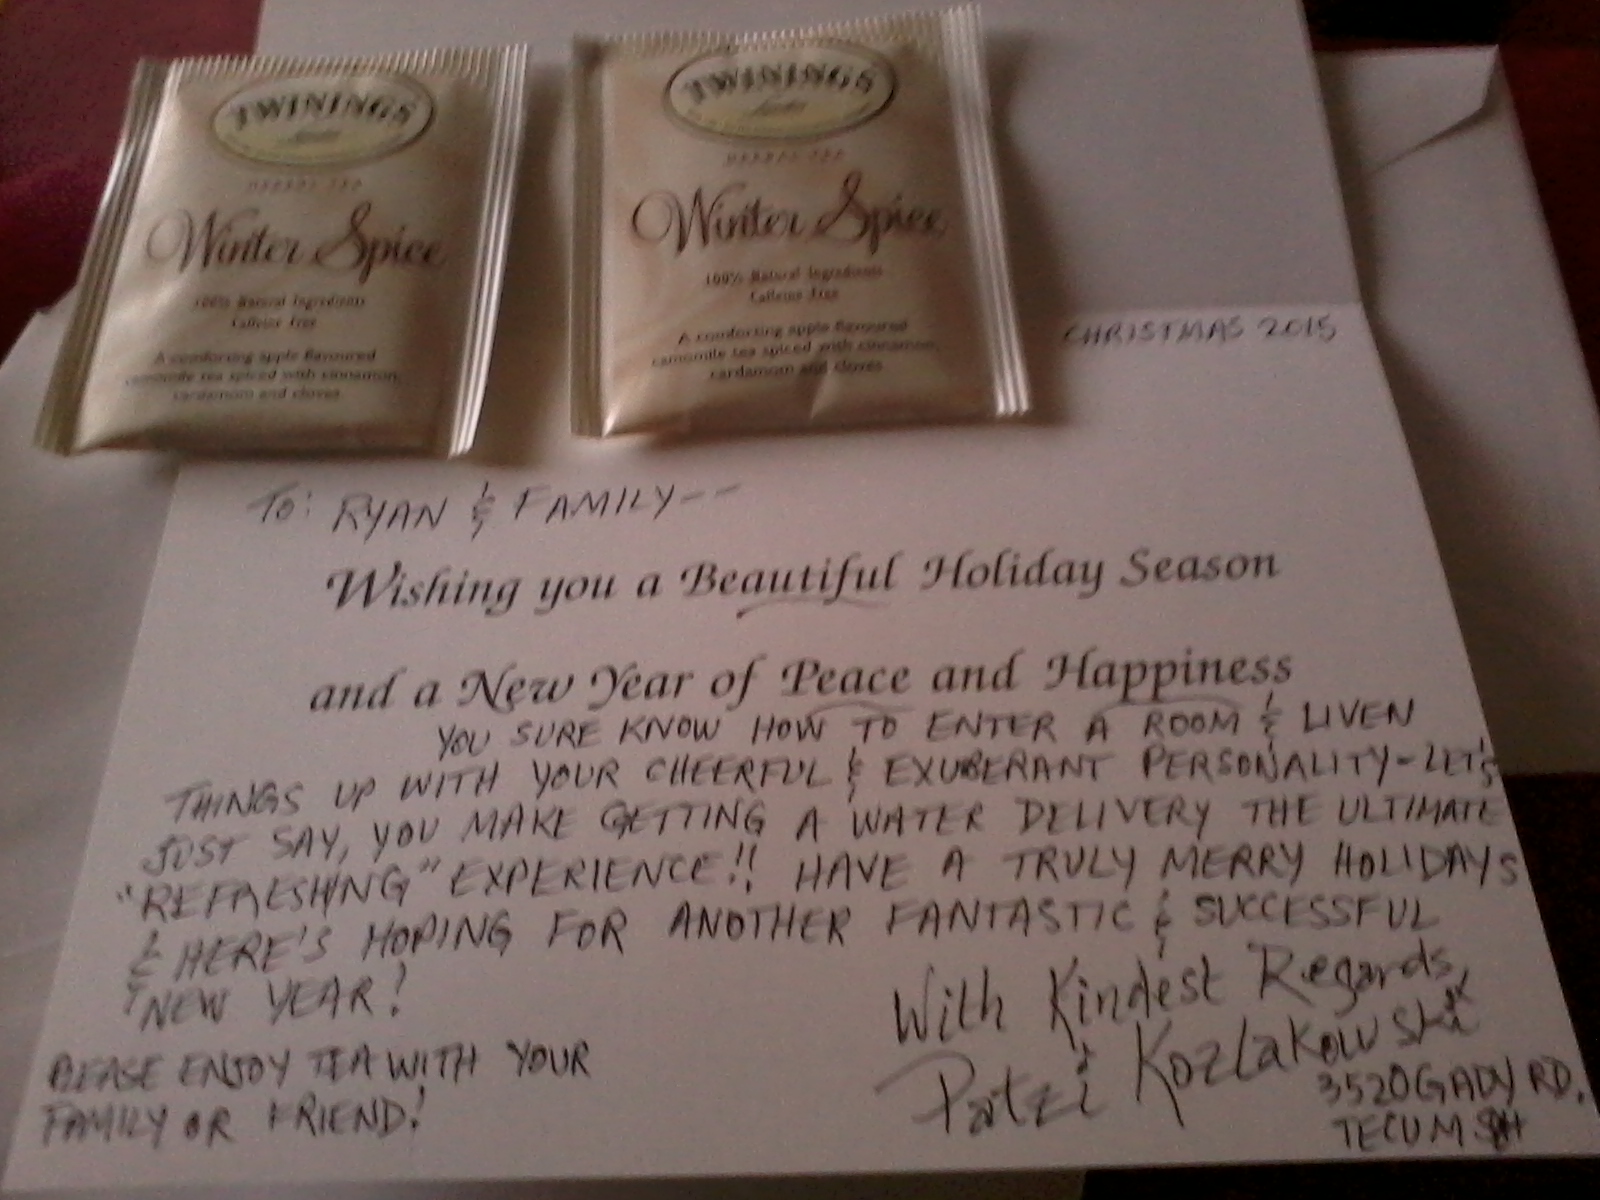 TWININGS
HERBAL TEA
Winter Spice
100% Natural Ingredients
Caffeine Free
A comforting apple flavoured
camomile tea spiced with cinnamon,
cardamom and cloves
TWININGS
HERBAL TEA
Winter Spice
100% Natural Ingredients
Caffeine Free
A comforting apple flavoured
camomile tea spiced with cinnamon,
cardamom and cloves
CHRISTMAS 2015
TO: RYAN & FAMILY--
Wishing you a Beautiful Holiday Season
and a New Year of Peace and Happiness
YOU SURE KNOW HOW TO ENTER A ROOM & LIVEN
THINGS UP WITH YOUR CHEERFUL & EXUBERANT PERSONALITY-LET'S
JUST SAY, YOU MAKE GETTING A WATER DELIVERY THE ULTIMATE
"REFRESHING" EXPERIENCE!! HAVE A TRULY MERRY HOLIDAYS
& HERE'S HOPING FOR ANOTHER FANTASTIC & SUCCESSFUL
NEW YEAR!
With Kindest Regards,
Patzi Kozlakowski
3520 GADY RD.
TECUMSEH
PLEASE ENJOY TEA WITH YOUR
FAMILY OR FRIEND!